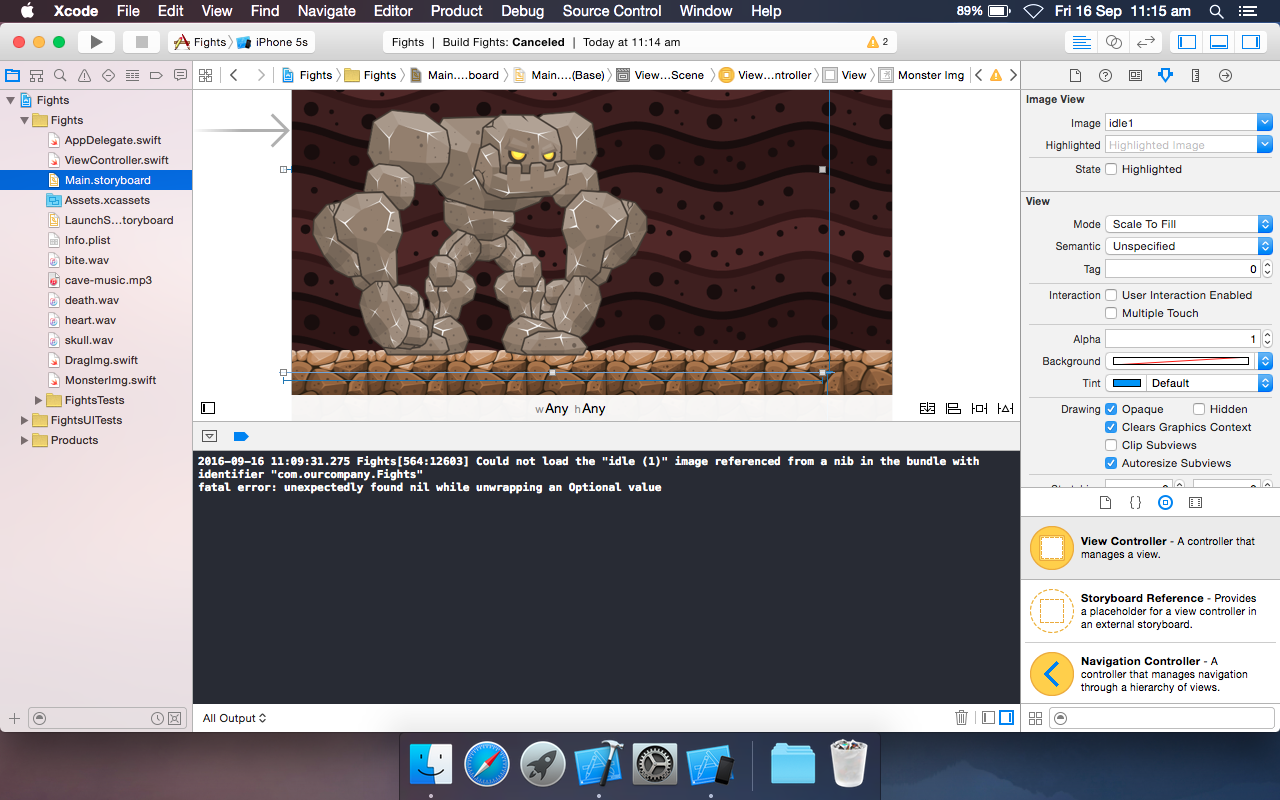 Xcode File Edit View Find Navigate Editor Product Debug Source Control Window Help 89% Fri 16 Sep 11:15 am
Fights iPhone 5s
Fights | Build Fights: Canceled | Today at 11:14 am 2
Fights Fights Main....board Main....(Base) View...Scene View...ntroller View Monster Img
Fights
Fights
AppDelegate.swift
ViewController.swift
Main.storyboard
Assets.xcassets
LaunchS...toryboard
Info.plist
bite.wav
cave-music.mp3
death.wav
heart.wav
skull.wav
DragImg.swift
MonsterImg.swift
FightsTests
FightsUITests
Products
wAny hAny
2016-09-16 11:09:31.275 Fights[564:12603] Could not load the "idle (1)" image referenced from a nib in the bundle with
identifier "com.ourcompany.Fights"
fatal error: unexpectedly found nil while unwrapping an Optional value
All Output
Image View
Image idle1
Highlighted Highlighted Image
State Highlighted
View
Mode Scale To Fill
Semantic Unspecified
Tag 0
Interaction User Interaction Enabled
Multiple Touch
Alpha 1
Background
Tint Default
Drawing Opaque Hidden
Clears Graphics Context
Clip Subviews
Autoresize Subviews
View Controller - A controller that
manages a view.
Storyboard Reference - Provides
a placeholder for a view controller in
an external storyboard.
Navigation Controller - A
controller that manages navigation
through a hierarchy of views.